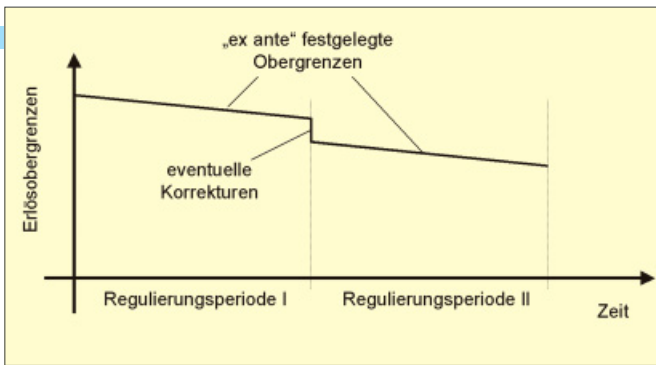 „ex ante“ festgelegte
Obergrenzen
Erlösobergrenzen
eventuelle
Korrekturen
Regulierungsperiode I
Regulierungsperiode II
Zeit